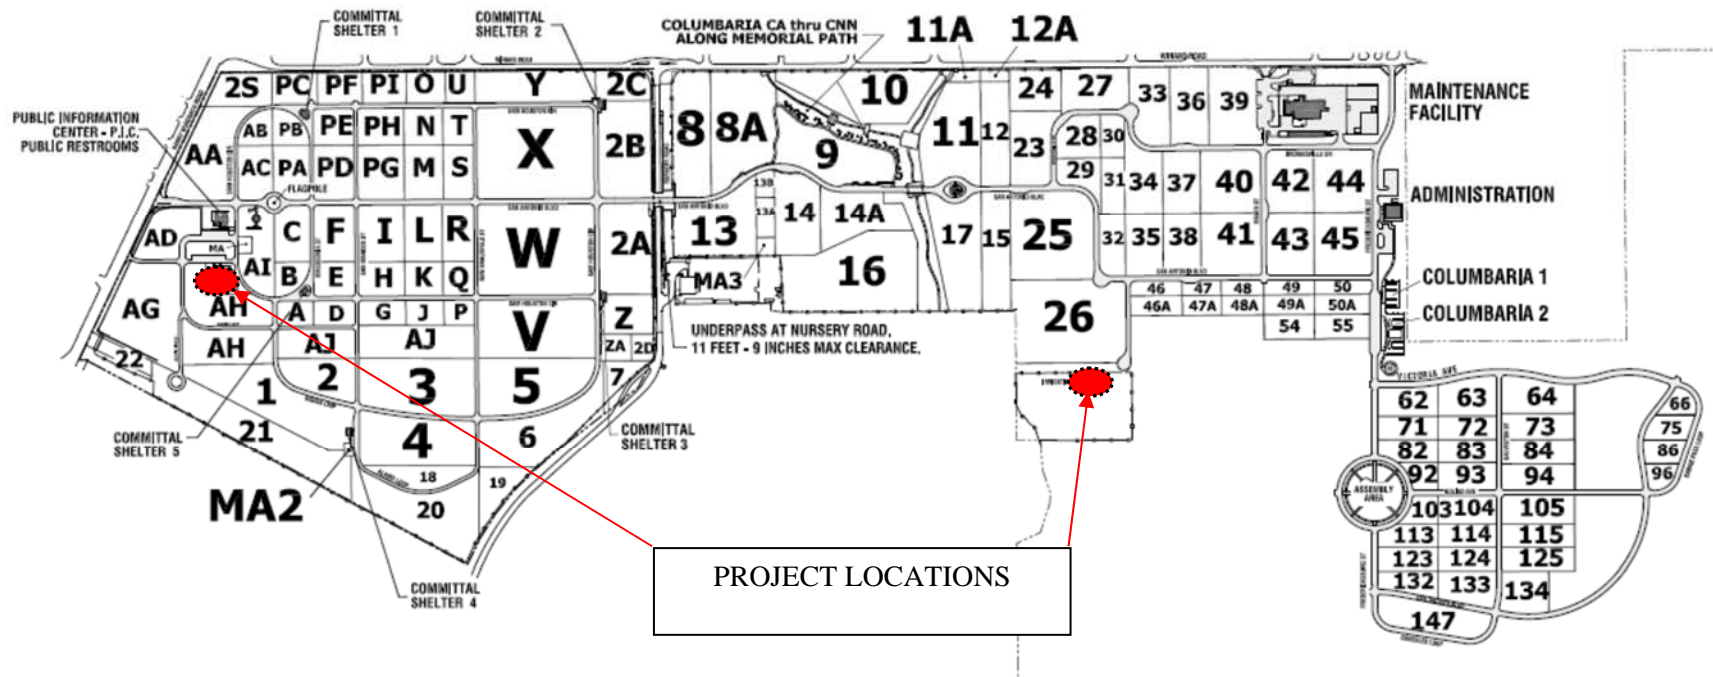 COMMITTAL
SHELTER 1
COMMITTAL
SHELTER 2
COLUMBARIA CA thru CNN
ALONG MEMORIAL PATH
11A
12A
2S
PC
PF
PI
O
U
Y
2C
10
24
27
33
36
39
MAINTENANCE
FACILITY
PUBLIC INFORMATION
CENTER - P.I.C.
PUBLIC RESTROOMS
AA
AB
PB
PE
PH
N
T
X
2B
8
8A
9
11
12
23
28
30
AC
PA
PD
PG
M
S
29
31
34
37
40
42
44
FLAGPOLE
13B
13A
ADMINISTRATION
SAN ANTONIO BLVD
AD
MA
C
F
I
L
R
W
2A
13
14
14A
17
15
25
32
35
38
41
43
45
AI
B
E
H
K
Q
MA3
16
SAN ANTONIO BLVD
COLUMBARIA 1
COLUMBARIA 2
AG
AH
A
D
G
J
P
V
Z
26
46
47
48
49
50
46A
47A
48A
49A
50A
54
55
UNDERPASS AT NURSERY ROAD,
11 FEET - 9 INCHES MAX CLEARANCE.
22
AH
AJ
AJ
ZA
2D
1
2
3
5
7
VICTORIA AVE
62
63
64
66
21
4
6
71
72
73
75
COMMITTAL
SHELTER 5
COMMITTAL
SHELTER 3
82
83
84
86
18
19
92
93
94
96
MA2
20
ASSEMBLY
AREA
103
104
105
113
114
115
123
124
125
132
133
134
147
COMMITTAL
SHELTER 4
PROJECT LOCATIONS